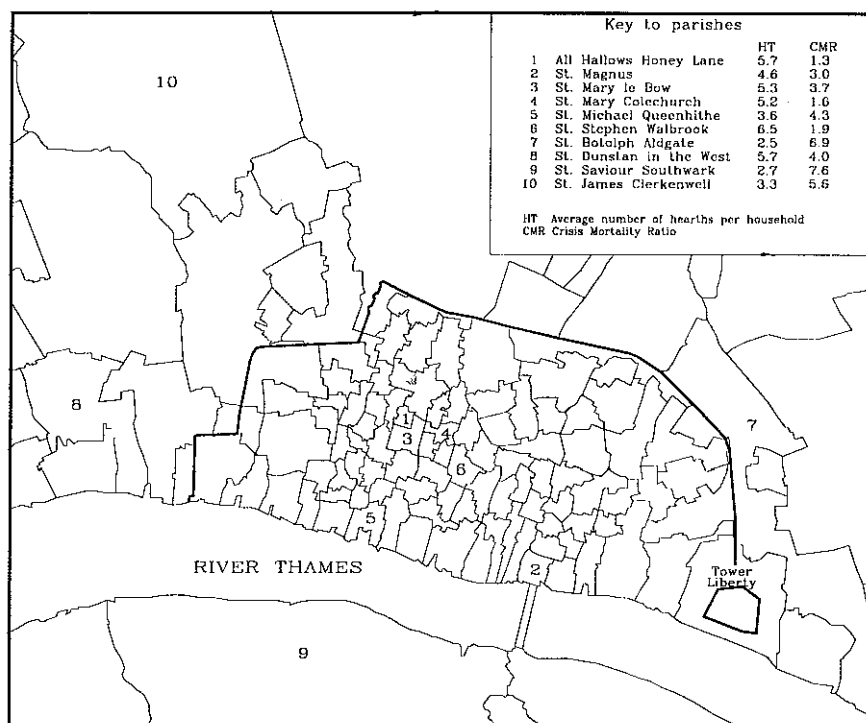 Key to parishes
HT CMR
1 All Hallows Honey Lane 5.7 1.3
2 St. Magnus 4.6 3.0
3 St. Mary le Bow 5.3 3.7
4 St. Mary Colechurch 5.2 1.6
5 St. Michael Queenhithe 3.6 4.3
6 St. Stephen Walbrook 6.5 1.9
7 St. Botolph Aldgate 2.5 6.9
8 St. Dunstan in the West 5.7 4.0
9 St. Saviour Southwark 2.7 7.6
10 St. James Clerkenwell 3.3 5.6
HT Average number of hearths per household
CMR Crisis Mortality Ratio
10
8
7
1
3
4
6
5
2
RIVER THAMES
Tower
Liberty
9